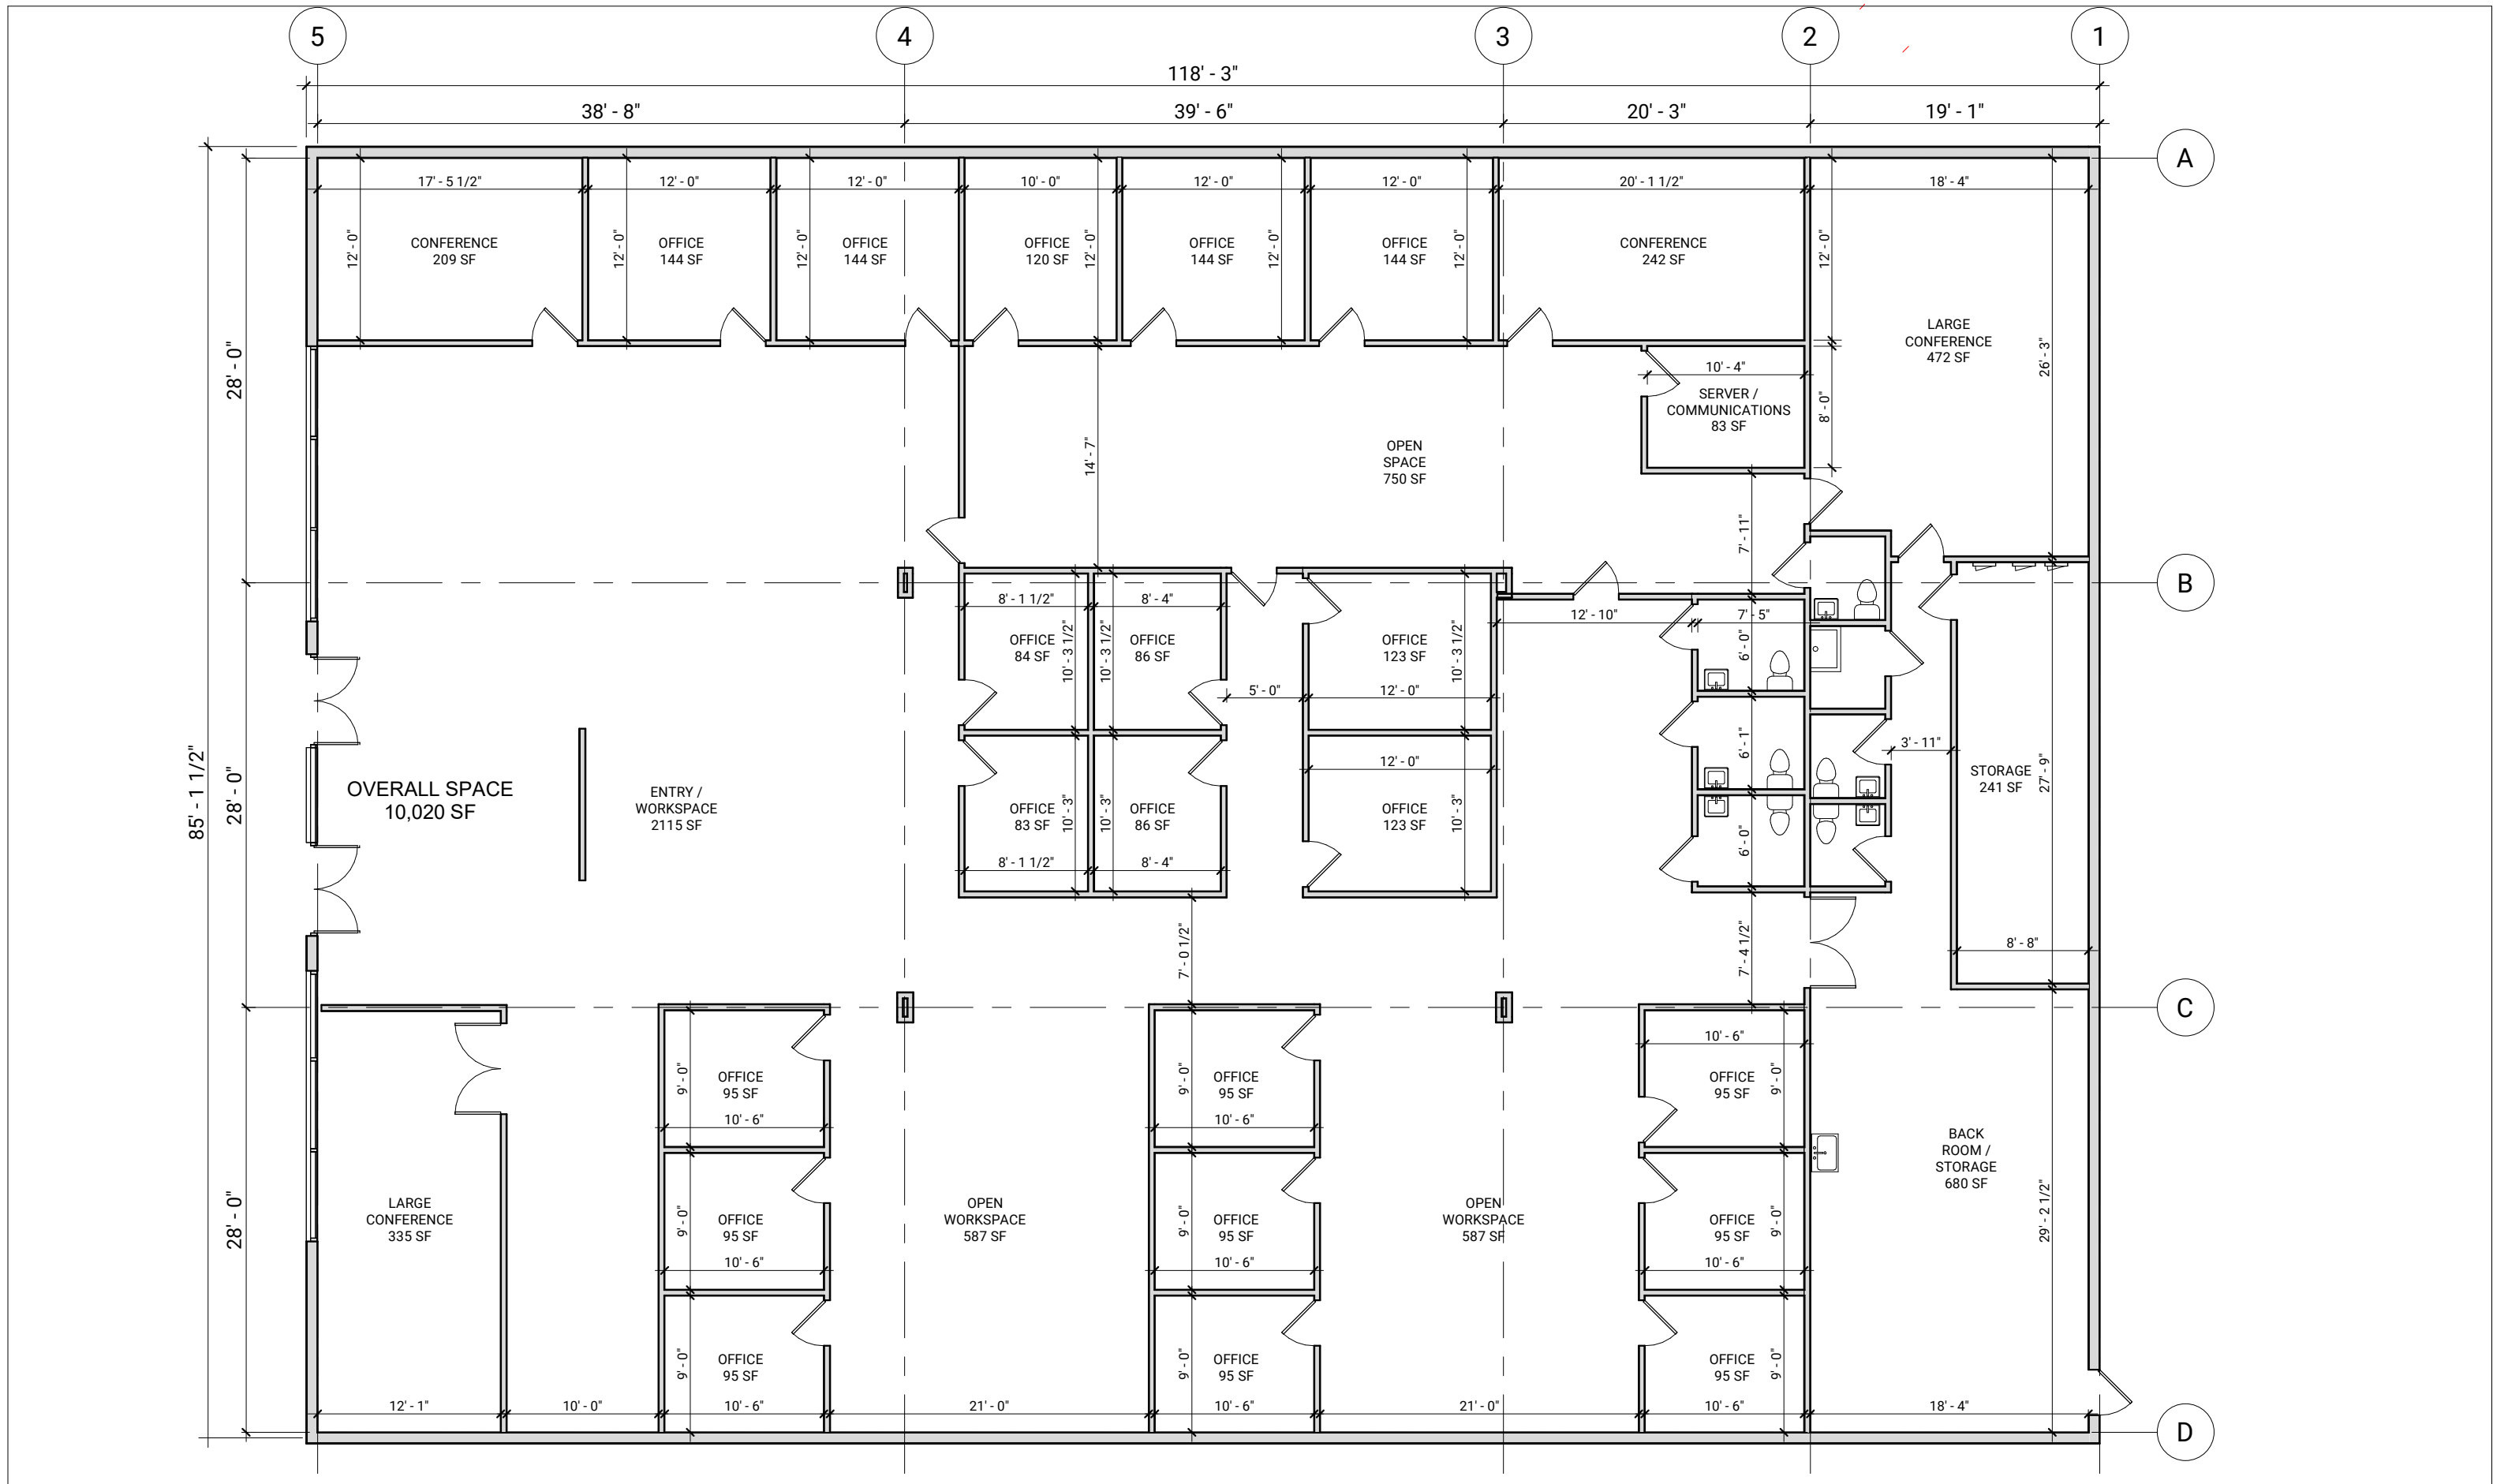 5 4 3 2 1
118' - 3"
38' - 8" 39' - 6" 20' - 3" 19' - 1"
A
17' - 5 1/2" 12' - 0" 12' - 0" 10' - 0" 12' - 0" 12' - 0" 20' - 1 1/2" 18' - 4"
12' - 0" 12' - 0" 12' - 0" 12' - 0" 12' - 0" 12' - 0" 12' - 0"
CONFERENCE
209 SF
OFFICE
144 SF
OFFICE
144 SF
OFFICE
120 SF
OFFICE
144 SF
OFFICE
144 SF
CONFERENCE
242 SF
LARGE
CONFERENCE
472 SF
26' - 3"
28' - 0"
10' - 4"
SERVER /
COMMUNICATIONS
83 SF
8' - 0"
14' - 7"
OPEN
SPACE
750 SF
7' - 11"
B
8' - 1 1/2" 8' - 4"
12' - 10" 7' - 5"
OFFICE
84 SF
10' - 3 1/2"
10' - 3 1/2"
OFFICE
86 SF
OFFICE
123 SF
10' - 3 1/2"
6' - 0"
5' - 0" 12' - 0"
85' - 1 1/2"
28' - 0"
OVERALL SPACE
10,020 SF
ENTRY /
WORKSPACE
2115 SF
12' - 0"
6' - 1"
3' - 11"
STORAGE
241 SF
27' - 9"
OFFICE
83 SF
10' - 3"
10' - 3"
OFFICE
86 SF
OFFICE
123 SF
10' - 3"
6' - 0"
8' - 1 1/2" 8' - 4"
7' - 0 1/2"
7' - 4 1/2"
8' - 8"
C
10' - 6"
9' - 0"
OFFICE
95 SF
10' - 6"
9' - 0"
OFFICE
95 SF
10' - 6"
OFFICE
95 SF
9' - 0"
28' - 0"
LARGE
CONFERENCE
335 SF
9' - 0"
OFFICE
95 SF
10' - 6"
OPEN
WORKSPACE
587 SF
9' - 0"
OFFICE
95 SF
10' - 6"
OPEN
WORKSPACE
587 SF
OFFICE
95 SF
9' - 0"
10' - 6"
BACK
ROOM /
STORAGE
680 SF
29' - 2 1/2"
9' - 0"
OFFICE
95 SF
9' - 0"
OFFICE
95 SF
OFFICE
95 SF
9' - 0"
12' - 1" 10' - 0" 10' - 6" 21' - 0" 10' - 6" 21' - 0" 10' - 6" 18' - 4"
D